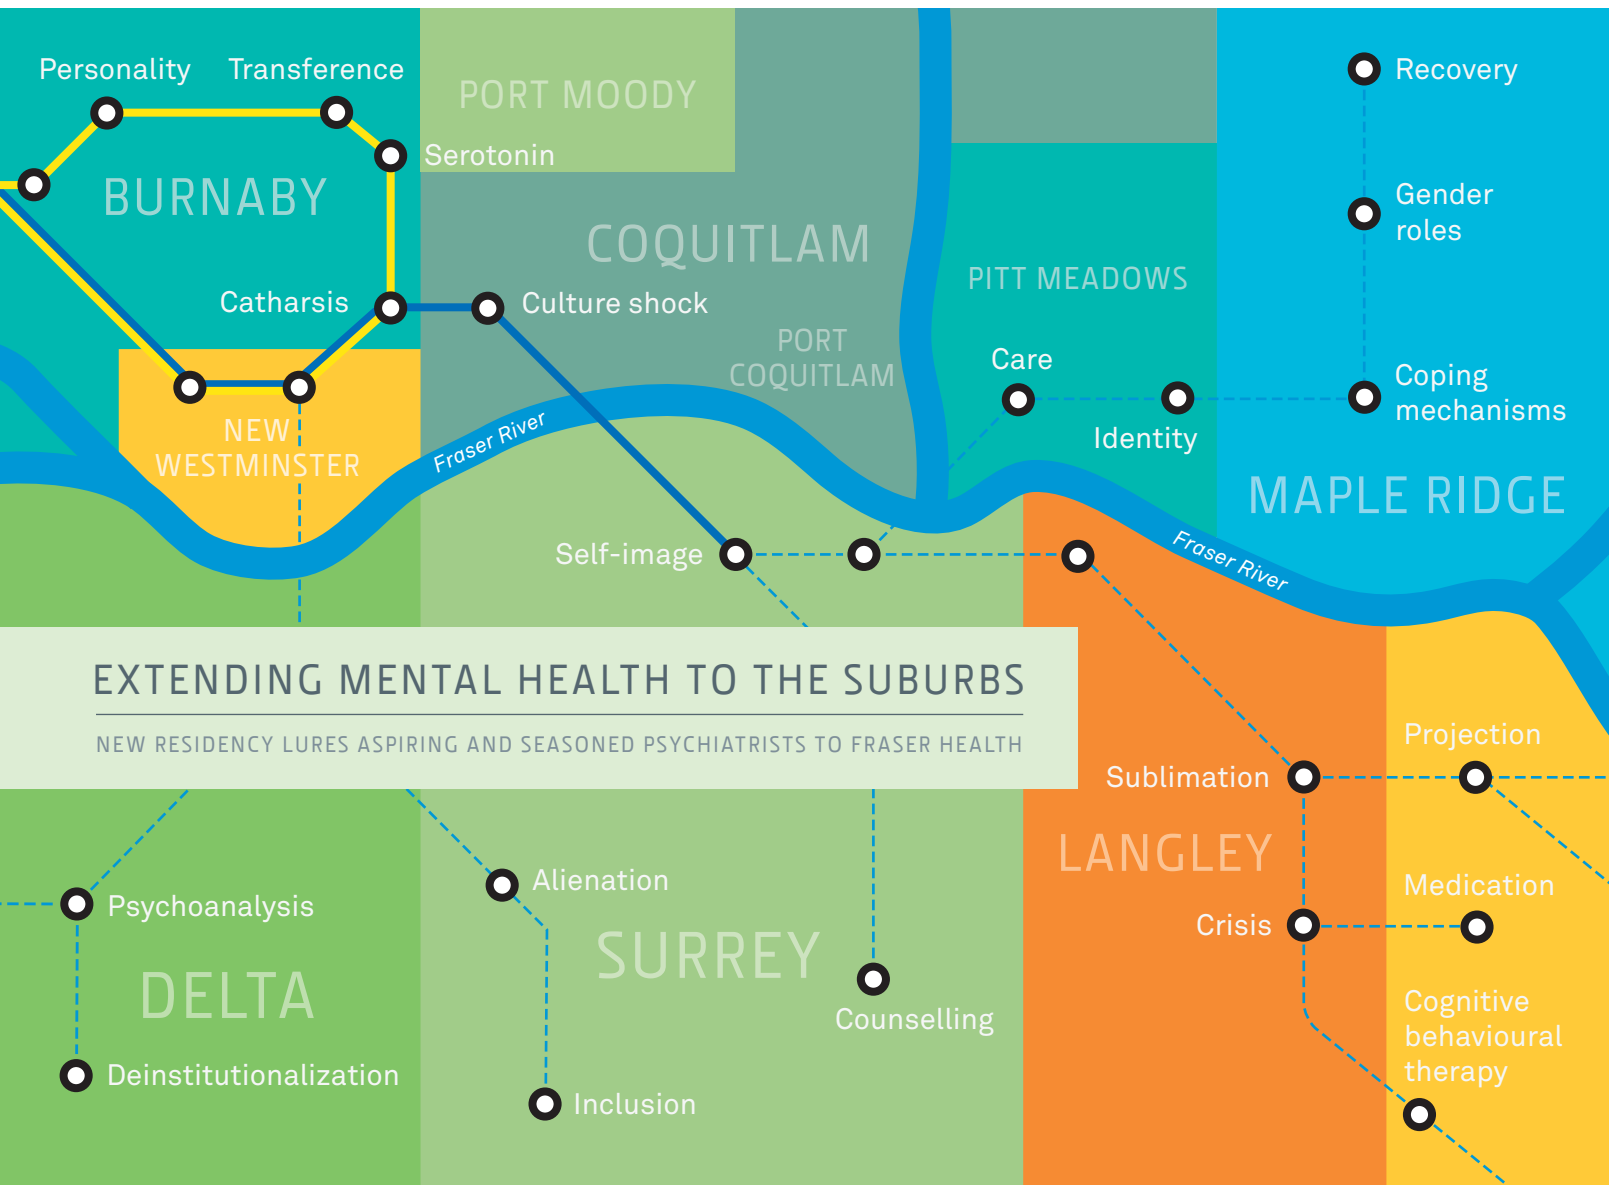 Personality
Transference
PORT MOODY
Recovery
Serotonin
BURNABY
Gender
roles
COQUITLAM
PITT MEADOWS
Catharsis
Culture shock
PORT
COQUITLAM
Care
Coping
mechanisms
Identity
NEW
WESTMINSTER
Fraser River
MAPLE RIDGE
Self-image
Fraser River
EXTENDING MENTAL HEALTH TO THE SUBURBS
NEW RESIDENCY LURES ASPIRING AND SEASONED PSYCHIATRISTS TO FRASER HEALTH
Projection
Sublimation
LANGLEY
Alienation
Medication
Psychoanalysis
Crisis
SURREY
DELTA
Counselling
Cognitive
behavioural
therapy
Deinstitutionalization
Inclusion